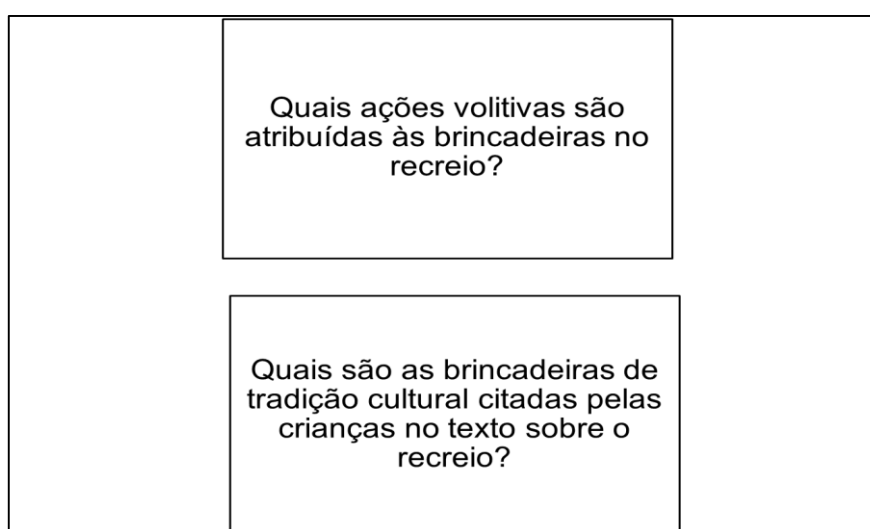 Quais ações volitivas são
atribuídas às brincadeiras no
recreio?
Quais são as brincadeiras de
tradição cultural citadas pelas
crianças no texto sobre o
recreio?